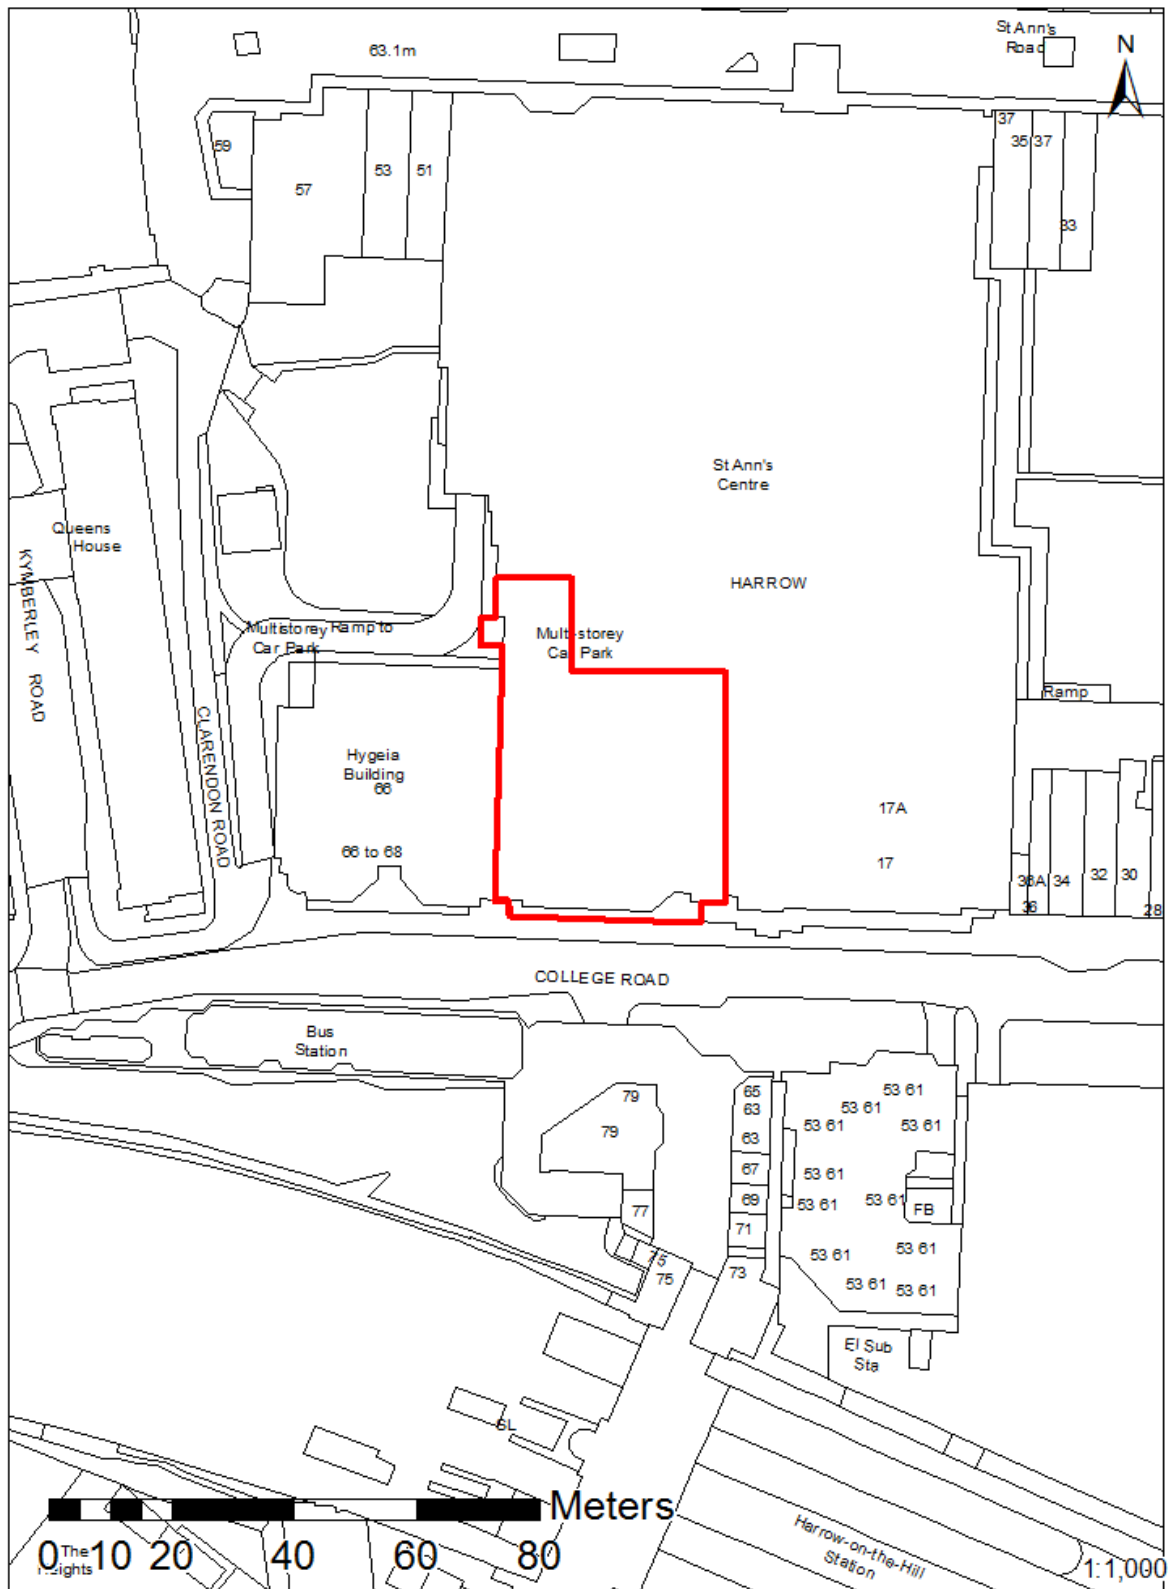 St Ann's
Road
63.1m
N
59
57
53
51
37
35
37
33
St Ann's
Centre
HARROW
Queens
House
KYMBERLEY ROAD
CLARENDON ROAD
Multistorey
Car Park
Ramp to
Multi-storey
Car Park
Ramp
Hygeia
Building
66
66 to 68
17A
17
36A
36
34
32
30
28
COLLEGE ROAD
Bus
Station
79
79
77
75
75
65
63
63
67
69
71
73
53 61
53 61
53 61
53 61
53 61
53 61
53 61
FB
53 61
53 61
53 61
53 61
El Sub
Sta
SL
Harrow-on-the-Hill
Station
Meters
0 10 20 40 60 80
The
Heights
1:1,000